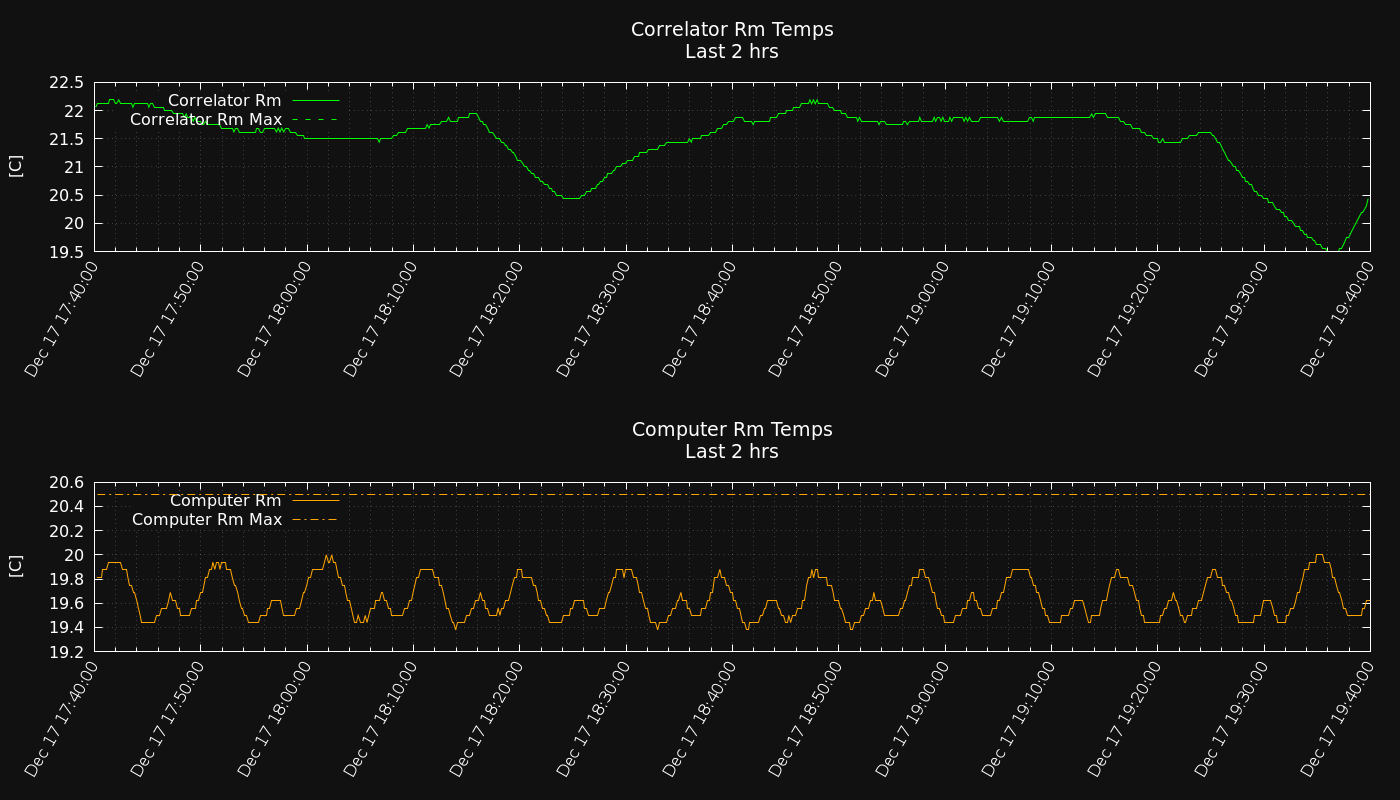 Correlator Rm Temps
Last 2 hrs
Correlator Rm
Correlator Rm Max
[C]
22.5
22
21.5
21
20.5
20
19.5
Dec 17 17:40:00
Dec 17 17:50:00
Dec 17 18:00:00
Dec 17 18:10:00
Dec 17 18:20:00
Dec 17 18:30:00
Dec 17 18:40:00
Dec 17 18:50:00
Dec 17 19:00:00
Dec 17 19:10:00
Dec 17 19:20:00
Dec 17 19:30:00
Dec 17 19:40:00
Computer Rm Temps
Last 2 hrs
Computer Rm
Computer Rm Max
[C]
20.6
20.4
20.2
20
19.8
19.6
19.4
19.2
Dec 17 17:40:00
Dec 17 17:50:00
Dec 17 18:00:00
Dec 17 18:10:00
Dec 17 18:20:00
Dec 17 18:30:00
Dec 17 18:40:00
Dec 17 18:50:00
Dec 17 19:00:00
Dec 17 19:10:00
Dec 17 19:20:00
Dec 17 19:30:00
Dec 17 19:40:00